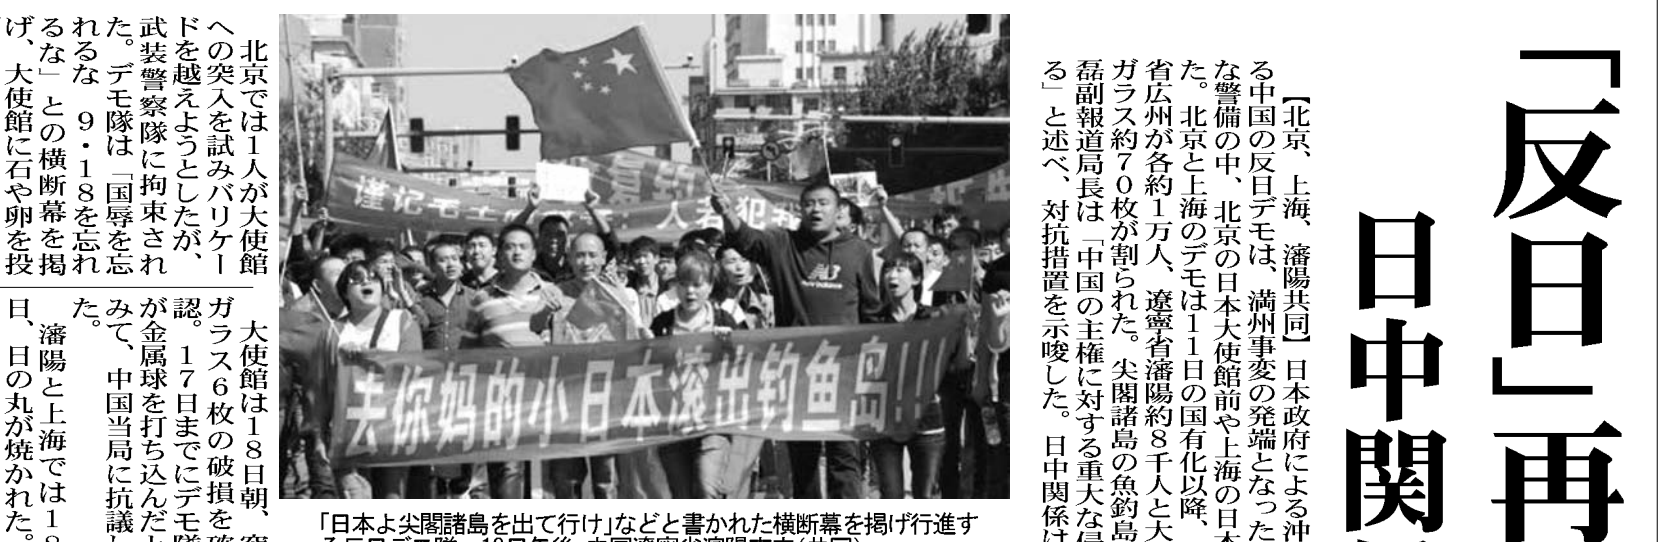 「反日」再
日中関
【北京、上海、瀋陽共同】日本政府による沖
る中国の反日デモは、満州事変の発端となった
な警備の中、北京の日本大使館前や上海の日本
た。北京と上海のデモは11日の国有化以降、
省広州が各約1万人、遼寧省瀋陽約8千人と大
ガラス約70枚が割られた。尖閣諸島の魚釣島
磊副報道局長は「中国の主権に対する重大な侵
る」と述べ、対抗措置を示唆した。日中関係は
谨记毛主
人若犯我
去你妈的小日本滚出钓鱼岛!!!
new balance
「日本よ尖閣諸島を出て行け」などと書かれた横断幕を掲げ行進す
北京では1人が大使館
への突入を試みバリケー
ドを越えようとしたが、
武装警察隊に拘束され
た。デモ隊は「国辱を忘
れるな 9・18を忘れ
るな」との横断幕を掲
げ、大使館に石や卵を投
大使館は18日朝、窓
ガラス6枚の破損を確
認。17日までにデモ隊
が金属球を打ち込んだと
みて、中国当局に抗議し
た。
瀋陽と上海では18
日、日の丸が焼かれた。